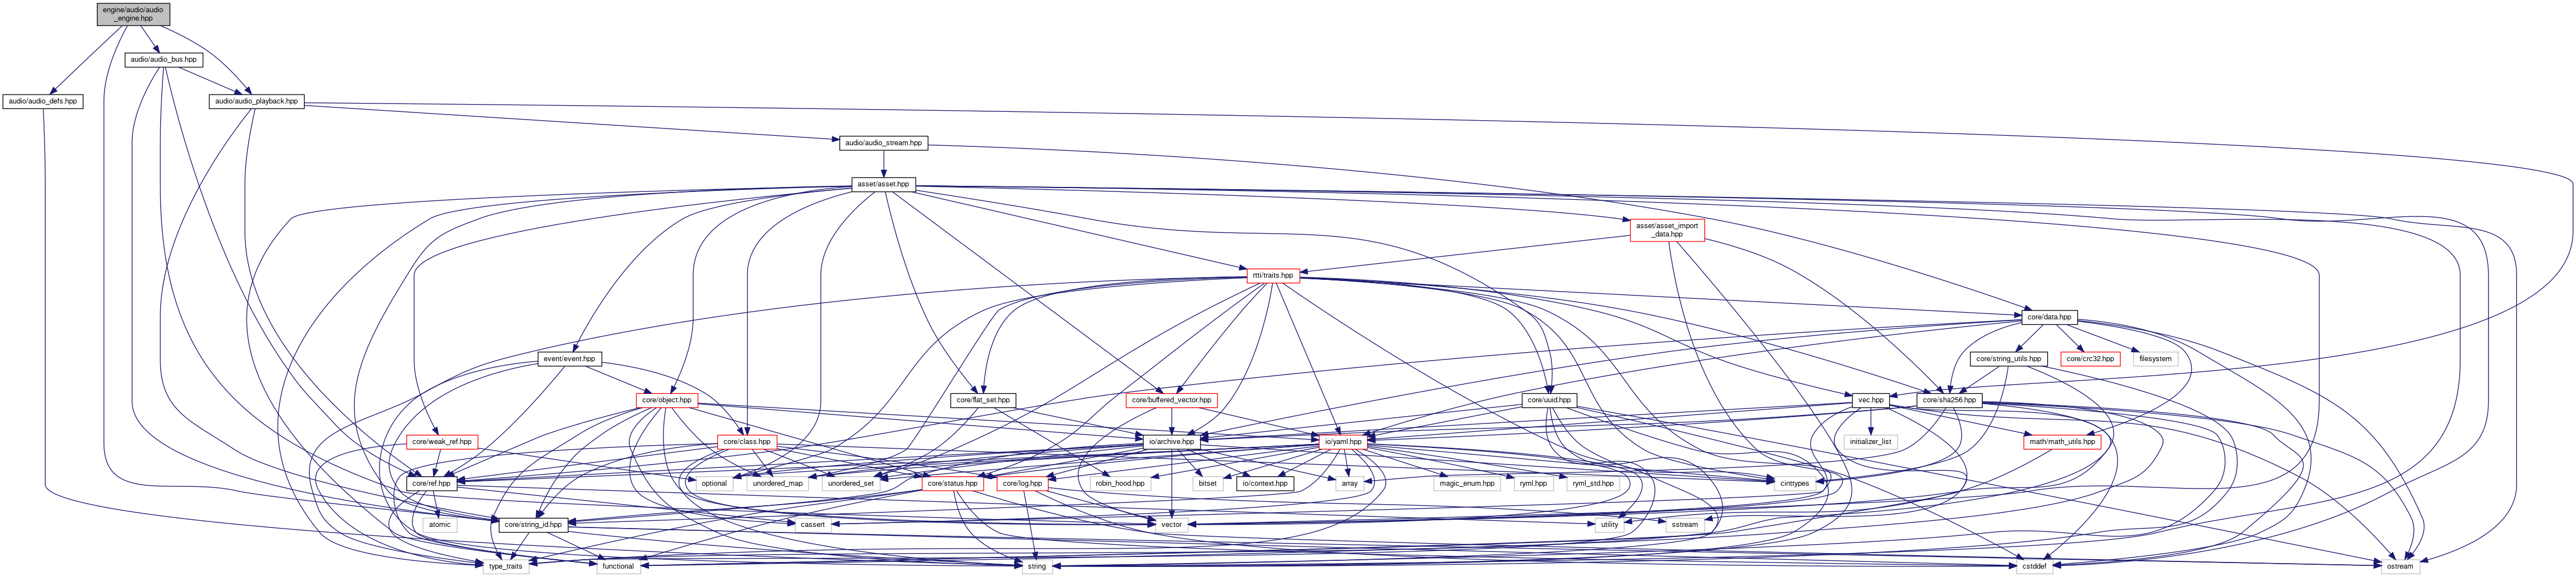 engine/audio/audio
_engine.hpp
audio/audio_bus.hpp
audio/audio_defs.hpp
audio/audio_playback.hpp
audio/audio_stream.hpp
asset/asset.hpp
asset/asset_import
_data.hpp
rtti/traits.hpp
core/data.hpp
event/event.hpp
core/string_utils.hpp
core/crc32.hpp
filesystem
core/object.hpp
core/flat_set.hpp
core/buffered_vector.hpp
core/uuid.hpp
vec.hpp
core/sha256.hpp
core/weak_ref.hpp
core/class.hpp
io/archive.hpp
io/yaml.hpp
initializer_list
math/math_utils.hpp
core/ref.hpp
optional
unordered_map
unordered_set
core/status.hpp
core/log.hpp
robin_hood.hpp
bitset
io/context.hpp
array
magic_enum.hpp
ryml.hpp
ryml_std.hpp
cinttypes
atomic
core/string_id.hpp
cassert
vector
utility
sstream
type_traits
functional
string
cstddef
ostream